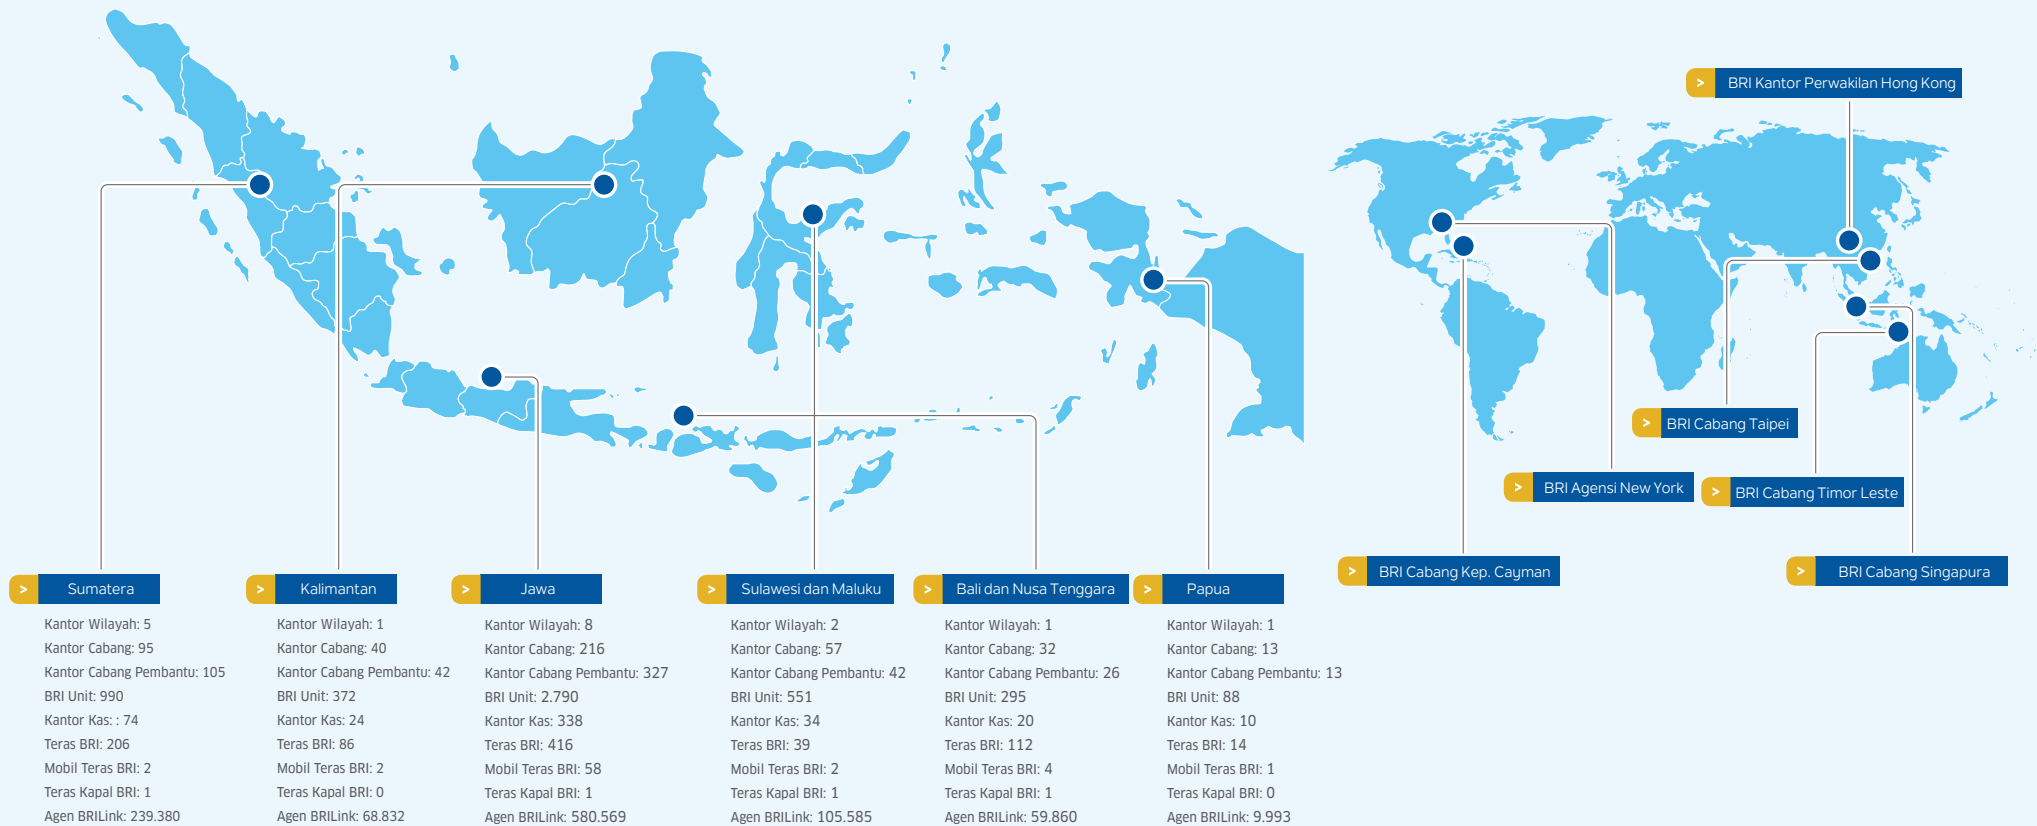 BRI Kantor Perwakilan Hong Kong
BRI Cabang Taipei
BRI Agensi New York
BRI Cabang Timor Leste
BRI Cabang Kep. Cayman
BRI Cabang Singapura
Sumatera
Kantor Wilayah: 5
Kantor Cabang: 95
Kantor Cabang Pembantu: 105
BRI Unit: 990
Kantor Kas: : 74
Teras BRI: 206
Mobil Teras BRI: 2
Teras Kapal BRI: 1
Agen BRILink: 239.380
Kalimantan
Kantor Wilayah: 1
Kantor Cabang: 40
Kantor Cabang Pembantu: 42
BRI Unit: 372
Kantor Kas: 24
Teras BRI: 86
Mobil Teras BRI: 2
Teras Kapal BRI: 0
Agen BRILink: 68.832
Jawa
Kantor Wilayah: 8
Kantor Cabang: 216
Kantor Cabang Pembantu: 327
BRI Unit: 2.790
Kantor Kas: 338
Teras BRI: 416
Mobil Teras BRI: 58
Teras Kapal BRI: 1
Agen BRILink: 580.569
Sulawesi dan Maluku
Kantor Wilayah: 2
Kantor Cabang: 57
Kantor Cabang Pembantu: 42
BRI Unit: 551
Kantor Kas: 34
Teras BRI: 39
Mobil Teras BRI: 2
Teras Kapal BRI: 1
Agen BRILink: 105.585
Bali dan Nusa Tenggara
Kantor Wilayah: 1
Kantor Cabang: 32
Kantor Cabang Pembantu: 26
BRI Unit: 295
Kantor Kas: 20
Teras BRI: 112
Mobil Teras BRI: 4
Teras Kapal BRI: 1
Agen BRILink: 59.860
Papua
Kantor Wilayah: 1
Kantor Cabang: 13
Kantor Cabang Pembantu: 13
BRI Unit: 88
Kantor Kas: 10
Teras BRI: 14
Mobil Teras BRI: 1
Teras Kapal BRI: 0
Agen BRILink: 9.993